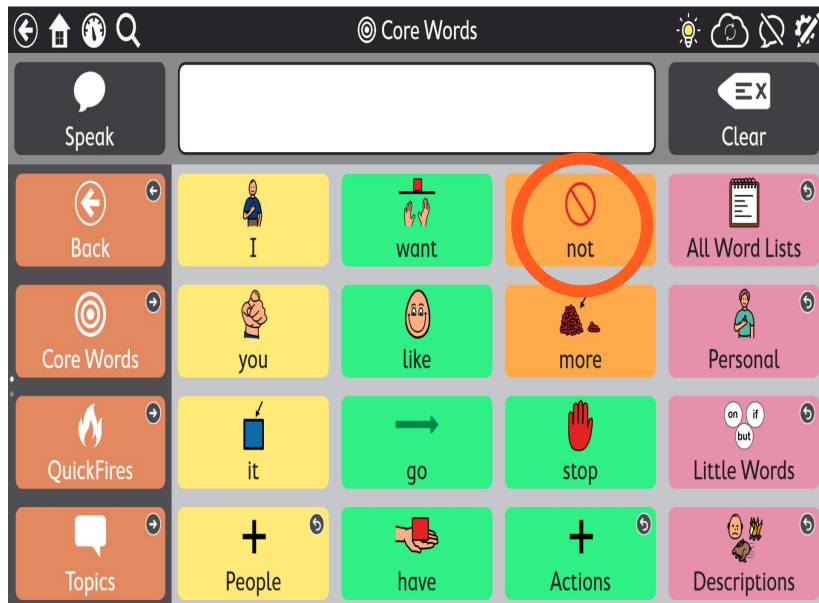 Core Words
Speak
Clear
Back
I
want
not
All Word Lists
Core Words
you
like
more
Personal
QuickFires
it
go
stop
on if
but
Little Words
Topics
People
have
Actions
Descriptions